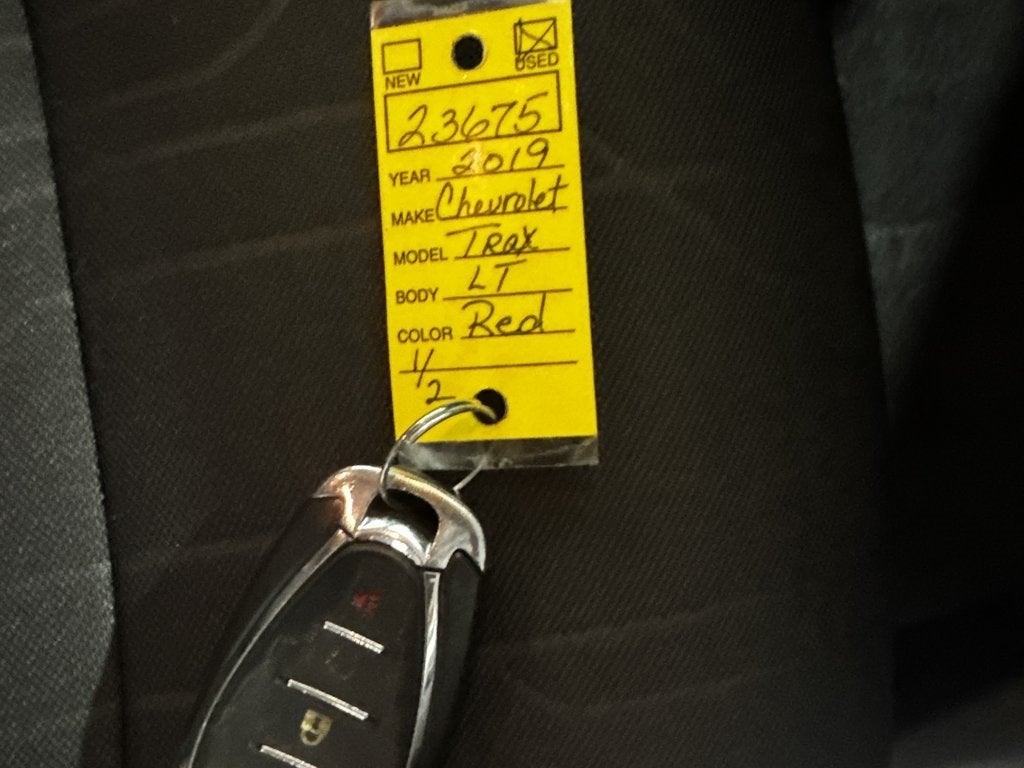 NEW USED
23675
YEAR 2019
MAKE Chevrolet
MODEL Trax
BODY LT
COLOR Red
1/2